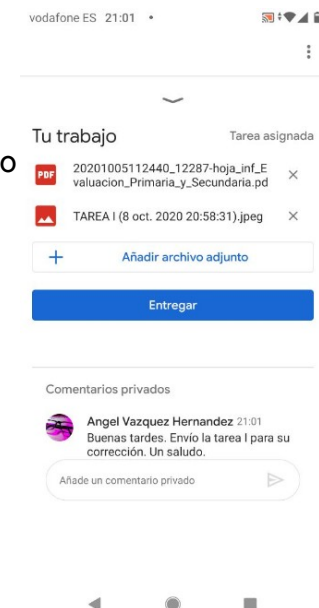 vodafone ES 21:01 •
Tu trabajo
Tarea asignada
o
PDF
20201005112440_12287-hoja_inf_E
valuacion_Primaria_y_Secundaria.pd
TAREA I (8 oct. 2020 20:58:31).jpeg
+ Añadir archivo adjunto
Entregar
Comentarios privados
Angel Vazquez Hernandez 21:01
Buenas tardes. Envío la tarea I para su
corrección. Un saludo.
Añade un comentario privado